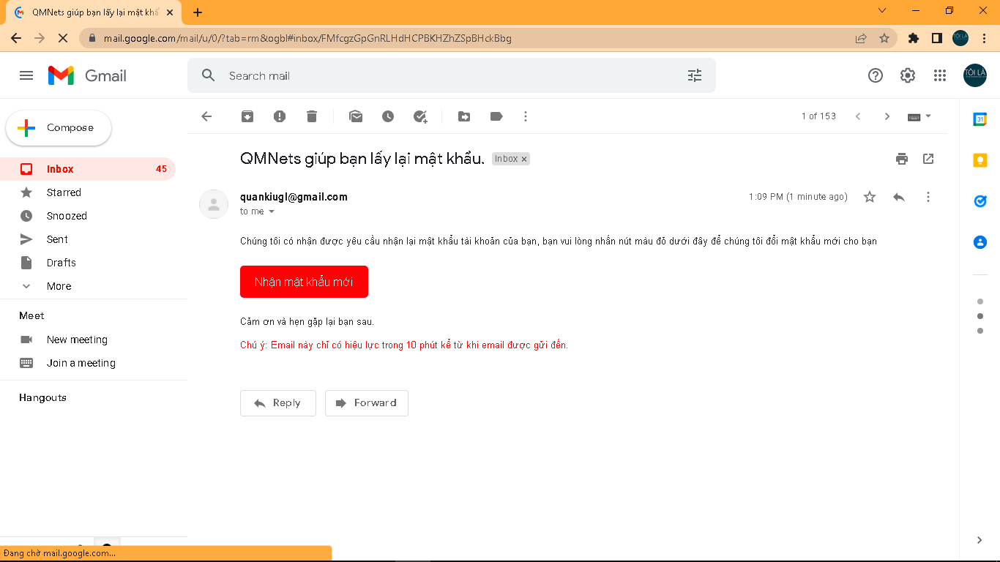 QMNets giúp bạn lấy lại mật khẩu
mail.google.com/mail/u/0/?tab=rm&ogbl#inbox/FMfcgzGpGnRLHdHCPBKHZhZSpBHckBbg
Gmail
Search mail
TÔI LÀ
Compose
1 of 153
31
QMNets giúp bạn lấy lại mật khẩu.
Inbox ×
Inbox 45
Starred
Snoozed
Sent
Drafts
More
Meet
New meeting
Join a meeting
Hangouts
quankiugl@gmail.com
1:09 PM (1 minute ago)
to me
Chúng tôi có nhận được yêu cầu nhận lại mật khẩu tài khoản của bạn, bạn vui lòng nhấn nút màu đỏ dưới đây để chúng tôi đổi mật khẩu mới cho bạn
Nhận mật khẩu mới
Cảm ơn và hẹn gặp lại bạn sau.
Chú ý: Email này chỉ có hiệu lực trong 10 phút kể từ khi email được gửi đến.
Reply
Forward
Đang chờ mail.google.com...